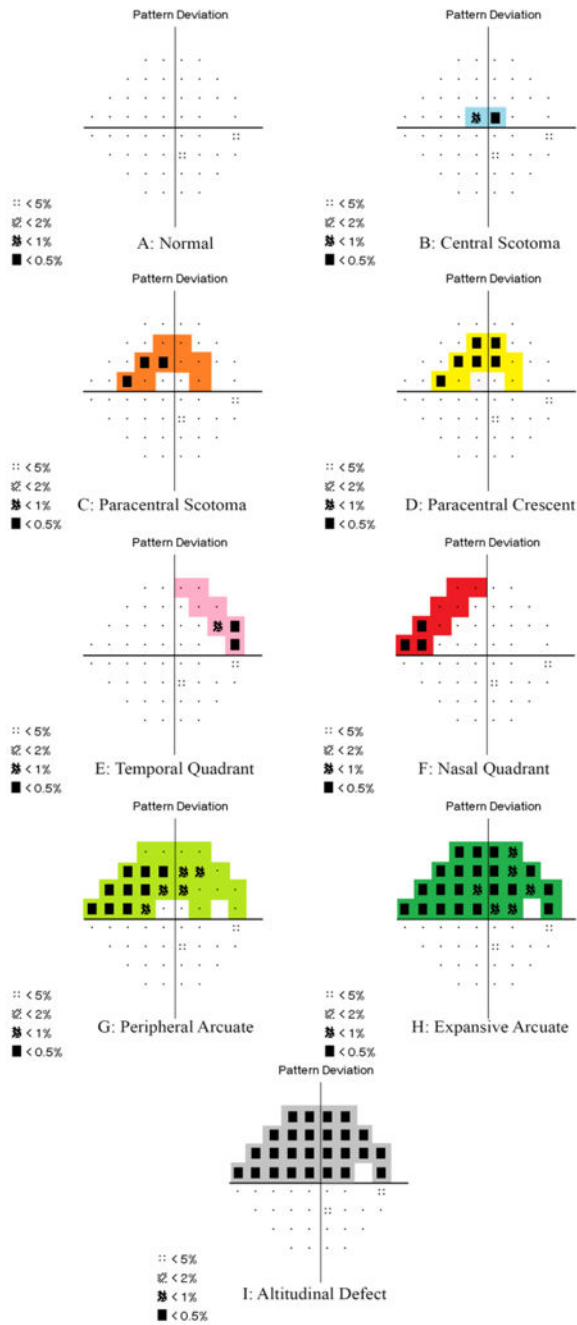 Pattern Deviation
Pattern Deviation
< 5%
< 2%
< 1%
< 0.5%
A: Normal
< 5%
< 2%
< 1%
< 0.5%
B: Central Scotoma
Pattern Deviation
Pattern Deviation
< 5%
< 2%
< 1%
< 0.5%
C: Paracentral Scotoma
< 5%
< 2%
< 1%
< 0.5%
D: Paracentral Crescent
Pattern Deviation
Pattern Deviation
< 5%
< 2%
< 1%
< 0.5%
E: Temporal Quadrant
< 5%
< 2%
< 1%
< 0.5%
F: Nasal Quadrant
Pattern Deviation
Pattern Deviation
< 5%
< 2%
< 1%
< 0.5%
G: Peripheral Arcuate
< 5%
< 2%
< 1%
< 0.5%
H: Expansive Arcuate
Pattern Deviation
< 5%
< 2%
< 1%
< 0.5%
I: Altitudinal Defect